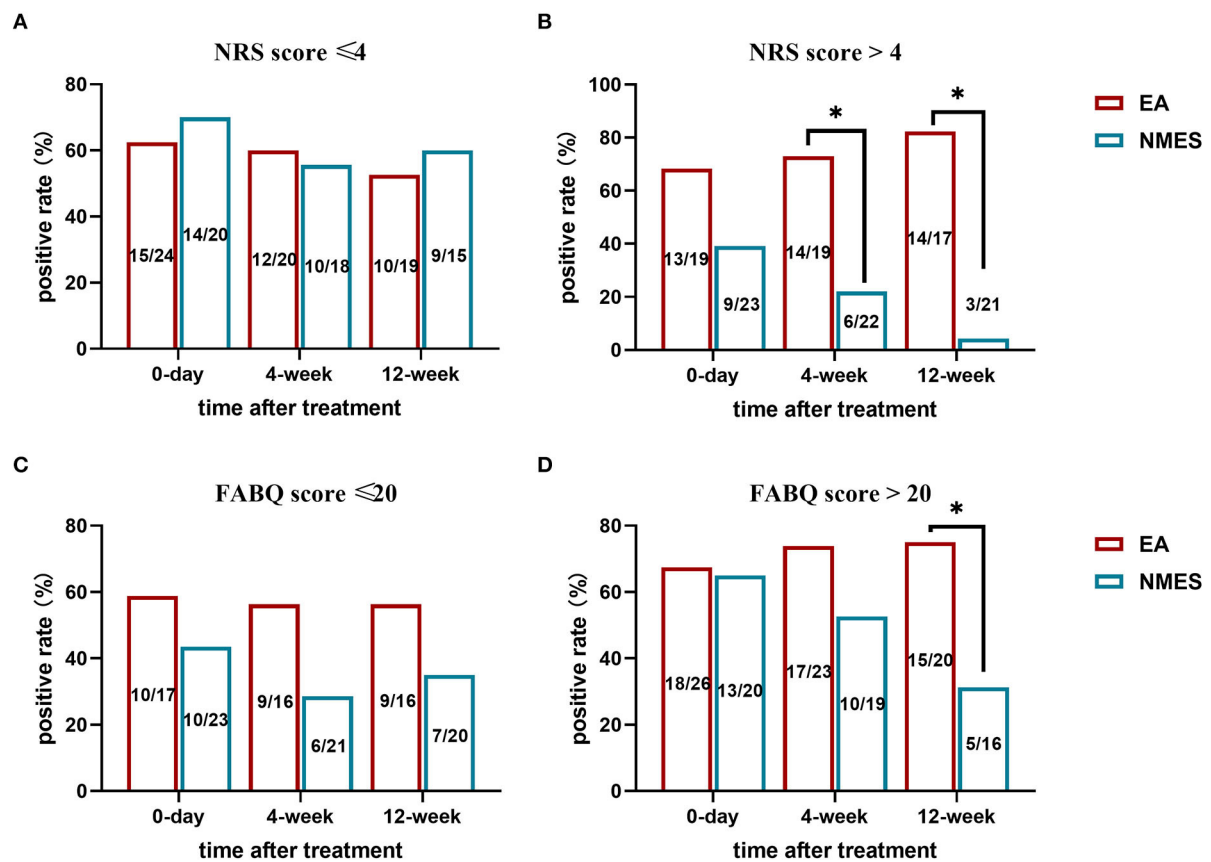 A
NRS score ⩽4
positive rate (%)
80
60
40
20
0
15/24
14/20
12/20
10/18
10/19
9/15
0-day
4-week
12-week
time after treatment
B
NRS score > 4
positive rate (%)
100
80
60
40
20
0
13/19
9/23
14/19
6/22
14/17
3/21
*
*
0-day
4-week
12-week
time after treatment
EA
NMES
C
FABQ score ⩽20
positive rate (%)
80
60
40
20
0
10/17
10/23
9/16
6/21
9/16
7/20
0-day
4-week
12-week
time after treatment
D
FABQ score > 20
positive rate (%)
80
60
40
20
0
18/26
13/20
17/23
10/19
15/20
5/16
*
0-day
4-week
12-week
time after treatment
EA
NMES